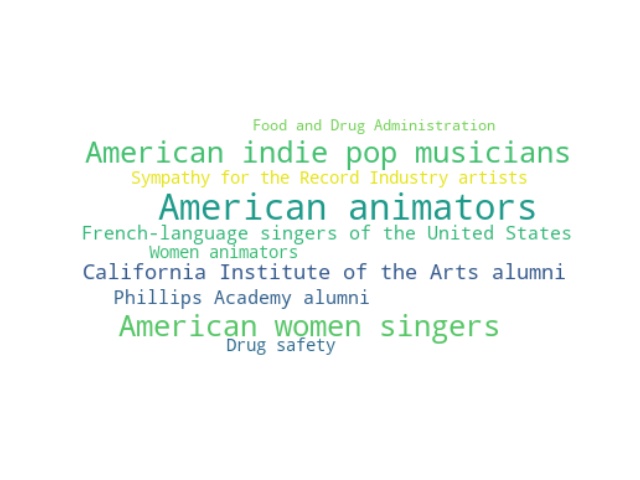 Food and Drug Administration
American indie pop musicians
Sympathy for the Record Industry artists
American animators
French-language singers of the United States
Women animators
California Institute of the Arts alumni
Phillips Academy alumni
American women singers
Drug safety